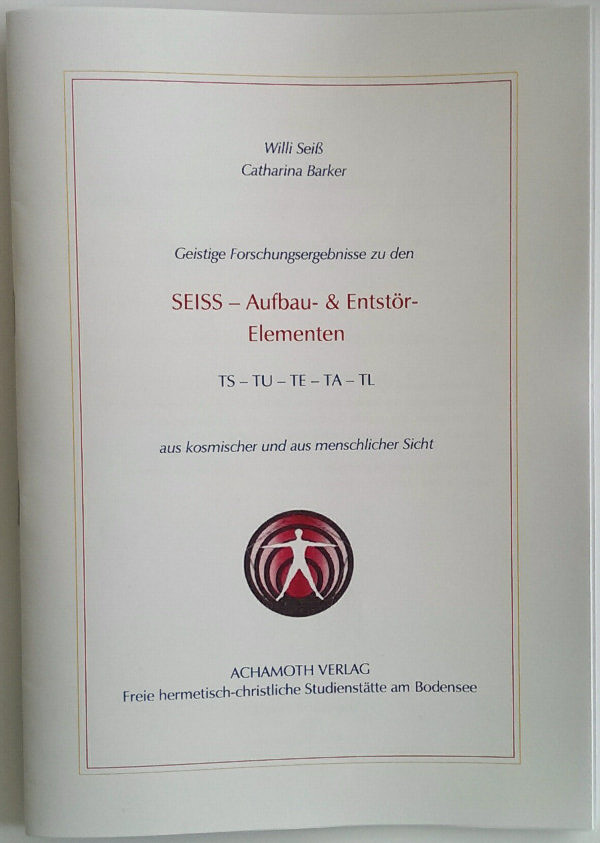 Willi Seiß
Catharina Barker
Geistige Forschungsergebnisse zu den
SEISS – Aufbau- & Entstör-
Elementen
TS – TU – TE – TA – TL
aus kosmischer und aus menschlicher Sicht
ACHAMOTH VERLAG
Freie hermetisch-christliche Studienstätte am Bodensee